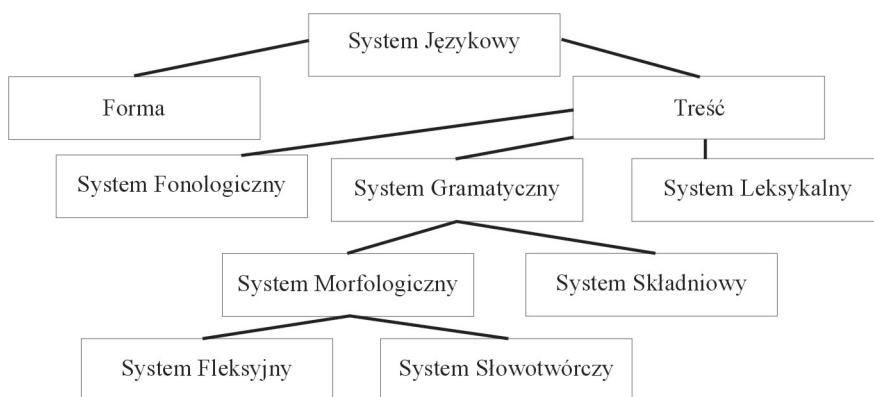 System Językowy
Forma
Treść
System Fonologiczny
System Gramatyczny
System Leksykalny
System Morfologiczny
System Składniowy
System Fleksyjny
System Słowotwórczy